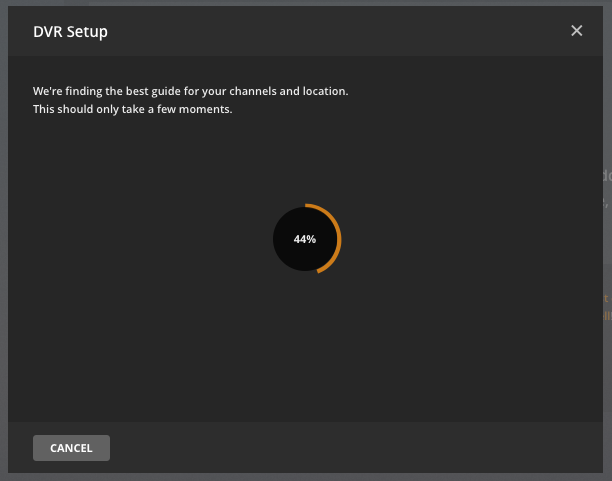 DVR Setup
We're finding the best guide for your channels and location.
This should only take a few moments.
44%
CANCEL